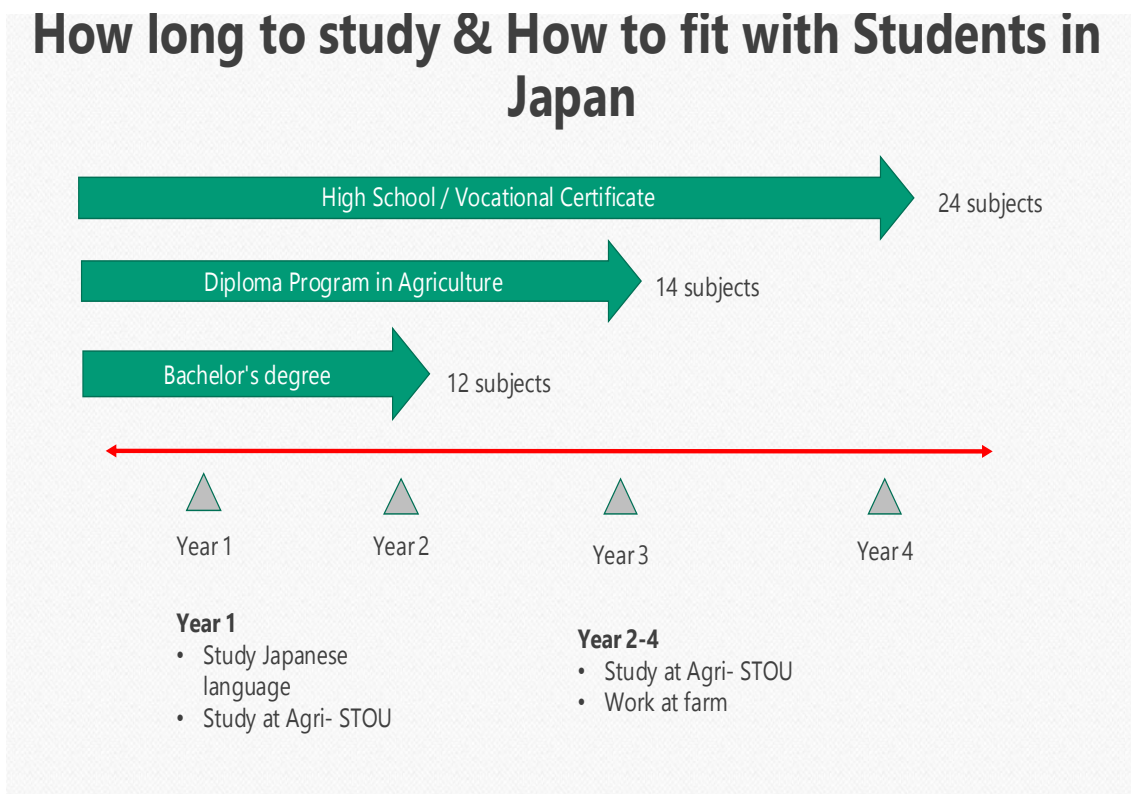 How long to study & How to fit with Students in
Japan
High School / Vocational Certificate
24 subjects
Diploma Program in Agriculture
14 subjects
Bachelor's degree
12 subjects
Year 1
Year 2
Year 3
Year 4
Year 1
• Study Japanese
language
• Study at Agri- STOU
Year 2-4
• Study at Agri- STOU
• Work at farm